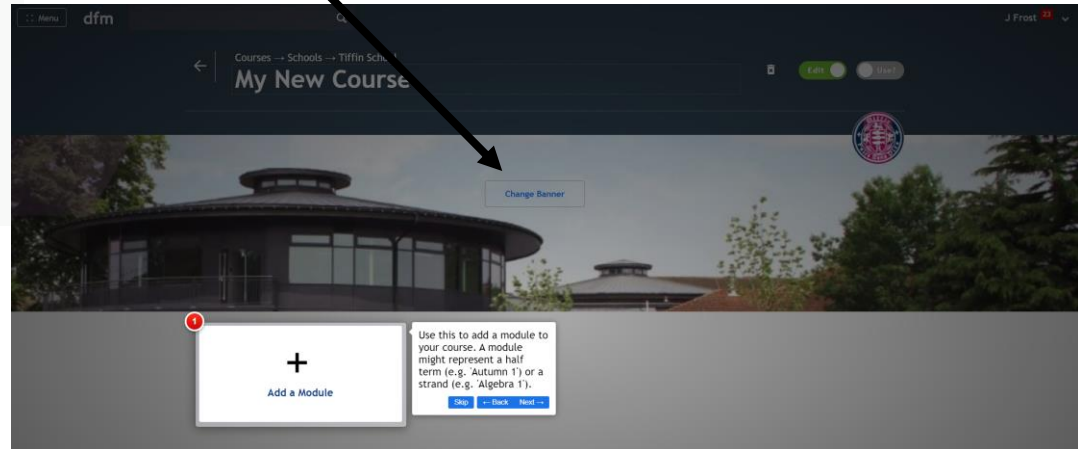 Menu
dfm
J Frost 23
Courses → Schools → Tiffin School
My New Course
Edit
Use?
Change Banner
1
+
Add a Module
Use this to add a module to
your course. A module
might represent a half
term (e.g. 'Autumn 1') or a
strand (e.g. 'Algebra 1').
Skip
← Back
Next →